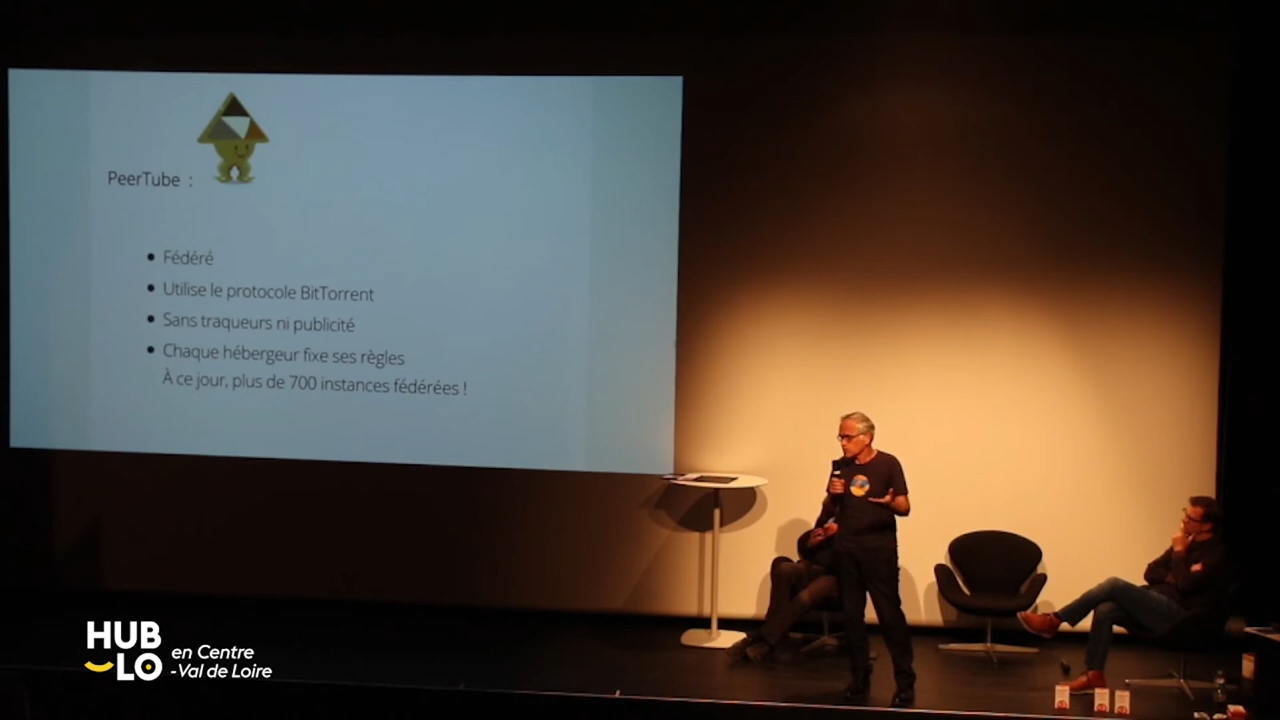 PeerTube :
Fédéré
Utilise le protocole BitTorrent
Sans traqueurs ni publicité
Chaque hébergeur fixe ses règles
À ce jour, plus de 700 instances fédérées !
HUB
LO
en Centre
-Val de Loire